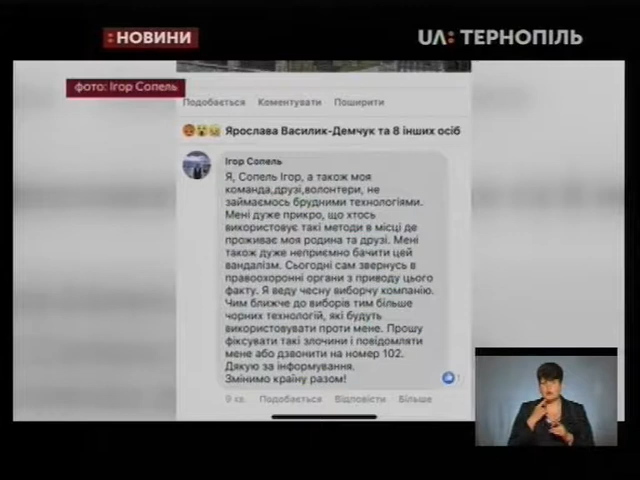 НОВИНИ
UA: ТЕРНОПІЛЬ
фото: Ігор Сопель
Подобається Коментувати Поширити
Ярослава Василик-Демчук та 8 інших осіб
Ігор Сопель
Я, Сопель Ігор, а також моя
команда,друзі,волонтери, не
займаємось брудними технологіями.
Мені дуже прикро, що хтось
використовує такі методи в місці де
проживає моя родина та друзі. Мені
також дуже неприємно бачити цей
вандалізм. Сьогодні сам звернусь в
правоохоронні органи з приводу цього
факту. Я веду чесну виборчу компанію.
Чим ближче до виборів тим більше
чорних технологій, які будуть
використовувати проти мене. Прошу
фіксувати такі злочини і повідомляти
мене або дзвонити на номер 102.
Дякую за інформування.
Змінимо країну разом!
9 хв. Подобається Відповісти Більше